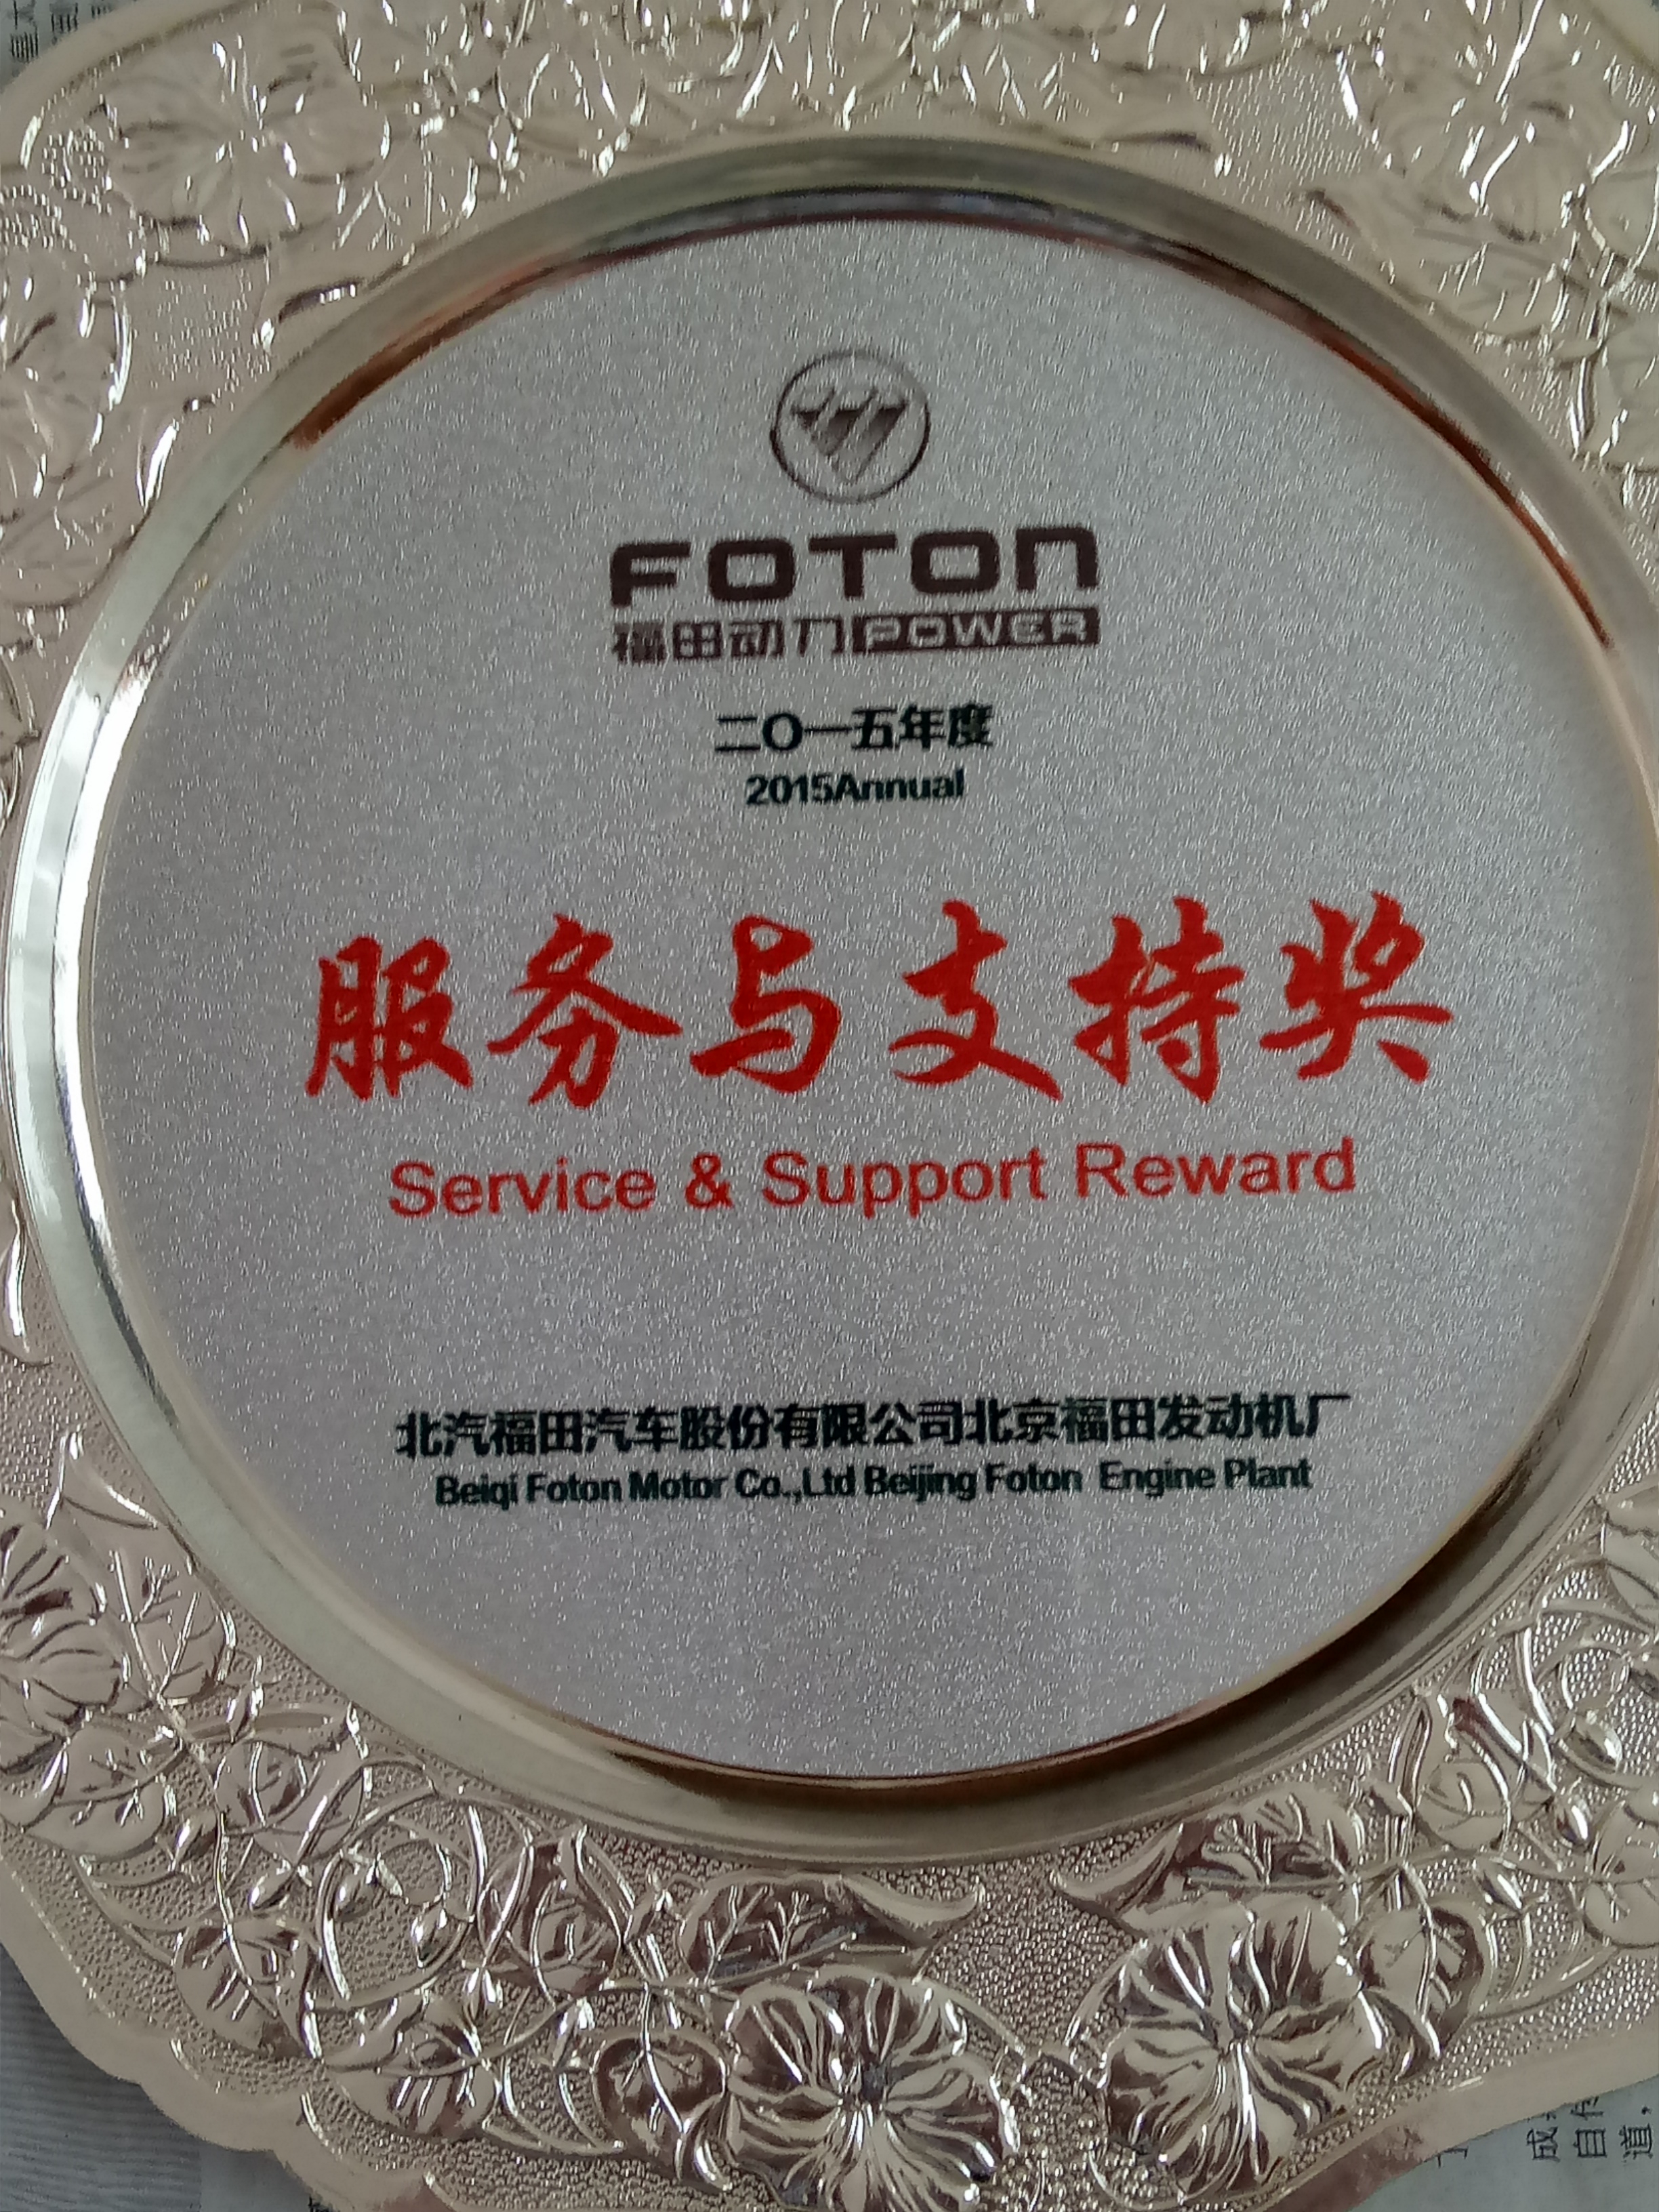 FOTON
福田动力POWER
二〇一五年度
2015Annual
服务与支持奖
Service & Support Reward
北汽福田汽车股份有限公司北京福田发动机厂
Beiqi Foton Motor Co.,Ltd Beijing Foton Engine Plant